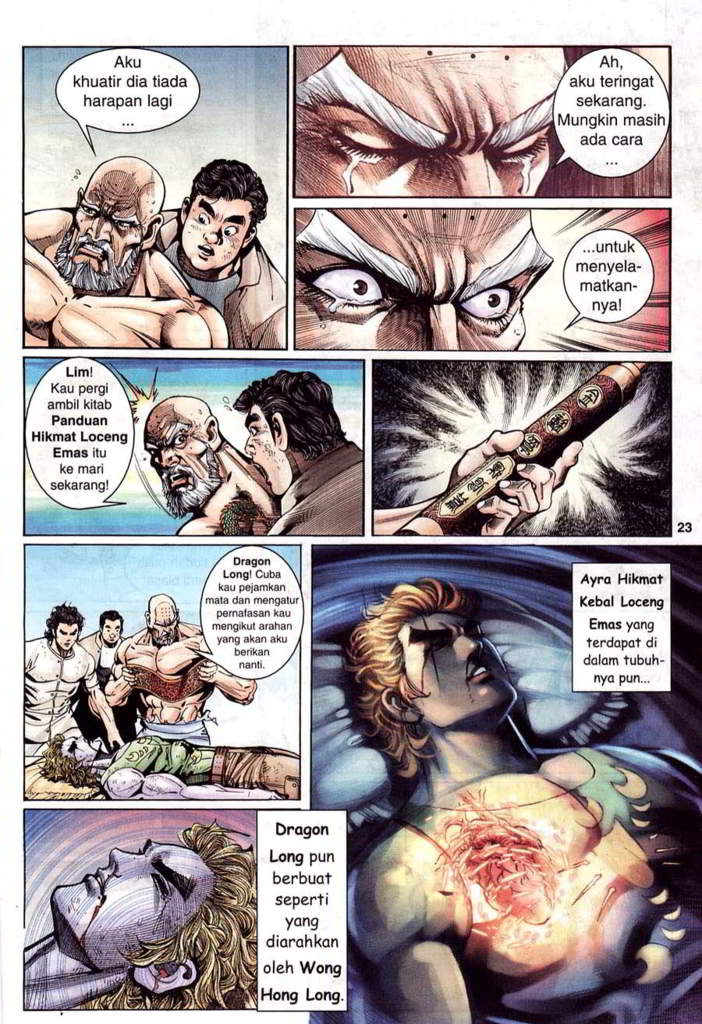 Aku
khuatir dia tiada
harapan lagi
...
Ah,
aku teringat
sekarang.
Mungkin masih
ada cara
...
...untuk
menyela-
matkan-
nya!
Lim!
Kau pergi
ambil kitab
Panduan
Hikmat Loceng
Emas itu
ke mari
sekarang!
23
Dragon
Long! Cuba
kau pejamkan
mata dan mengatur
pernafasan kau
mengikut arahan
yang akan aku
berikan
nanti.
Ayra Hikmat
Kebal Loceng
Emas yang
terdapat di
dalam tubuh-
nya pun...
Dragon
Long pun
berbuat
seperti
yang
diarahkan
oleh Wong
Hong Long.